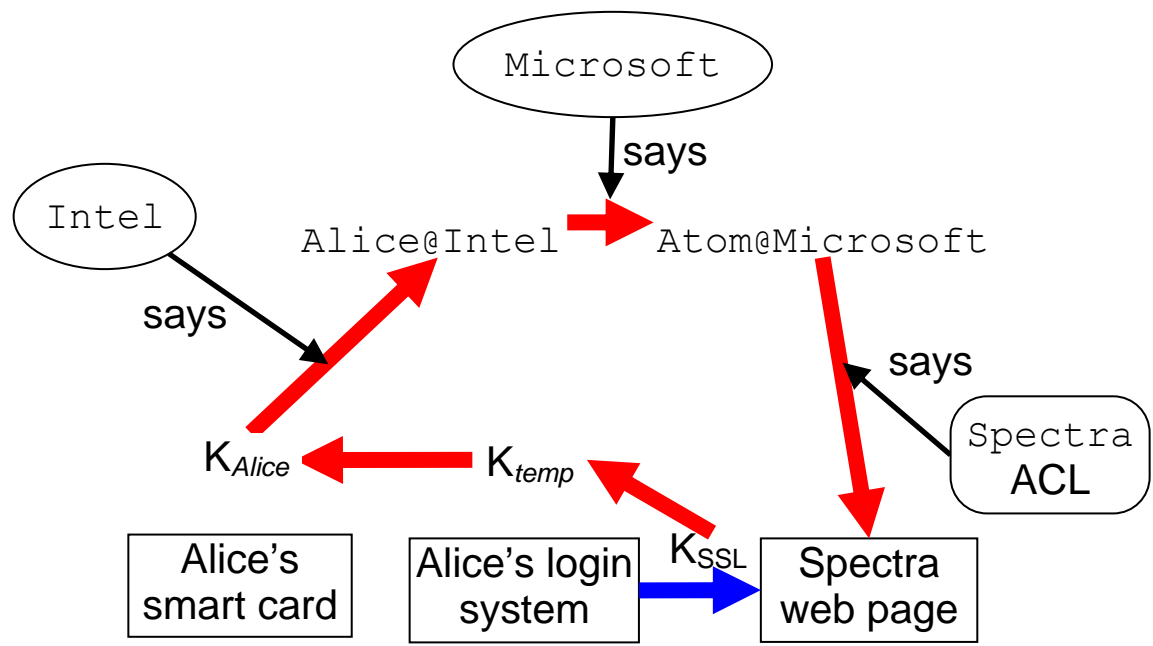 Microsoft
says
Intel
Alice@Intel
Atom@Microsoft
says
says
Spectra
ACL
KAlice
Ktemp
KSSL
Alice’s
smart card
Alice’s login
system
Spectra
web page